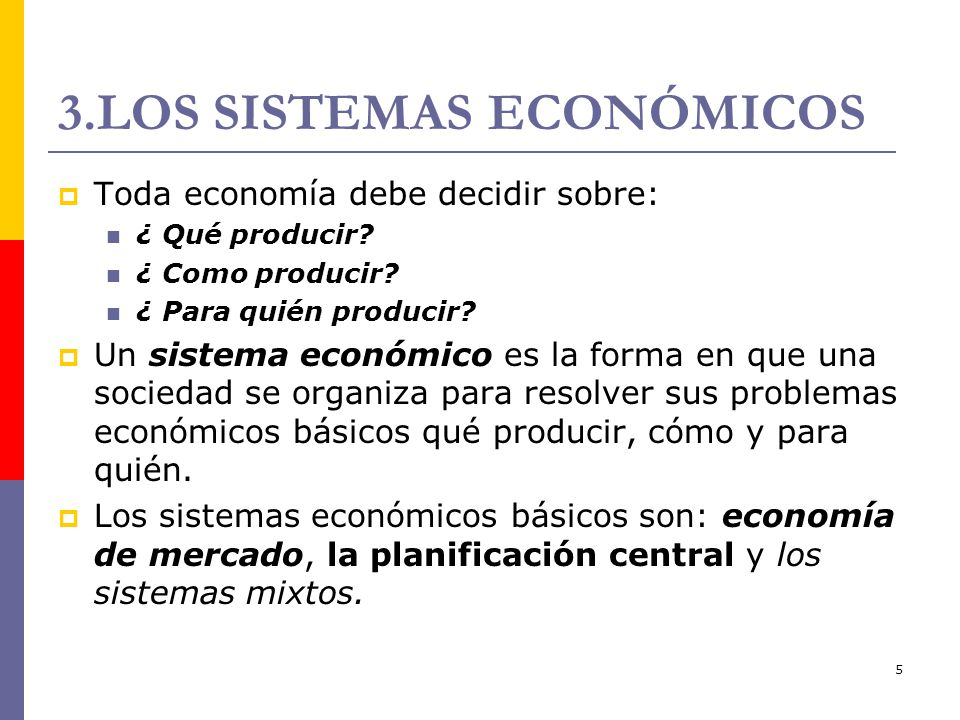 3.LOS SISTEMAS ECONÓMICOS
Toda economía debe decidir sobre:
¿ Qué producir?
¿ Como producir?
¿ Para quién producir?
Un sistema económico es la forma en que una
sociedad se organiza para resolver sus problemas
económicos básicos qué producir, cómo y para
quién.
Los sistemas económicos básicos son: economía
de mercado, la planificación central y los
sistemas mixtos.
5